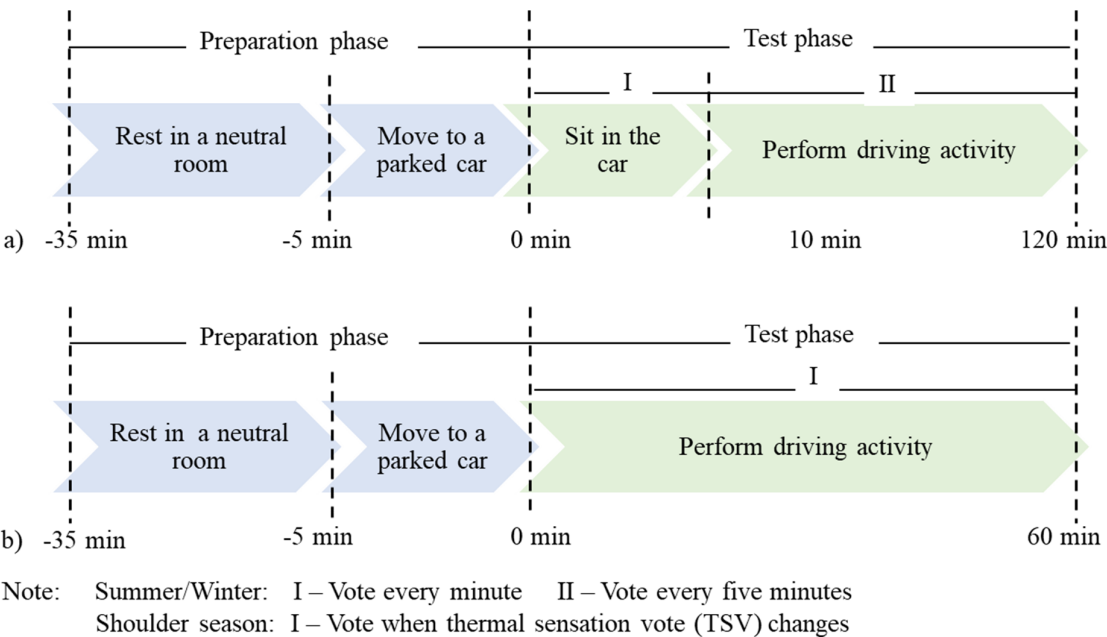 Preparation phase
Test phase
I
II
Rest in a neutral
room
Move to a
parked car
Sit in the
car
Perform driving activity
a) -35 min
-5 min
0 min
10 min
120 min
Preparation phase
Test phase
I
Rest in a neutral
room
Move to a
parked car
Perform driving activity
b) -35 min
-5 min
0 min
60 min
Note: Summer/Winter: I – Vote every minute II – Vote every five minutes
Shoulder season: I – Vote when thermal sensation vote (TSV) changes